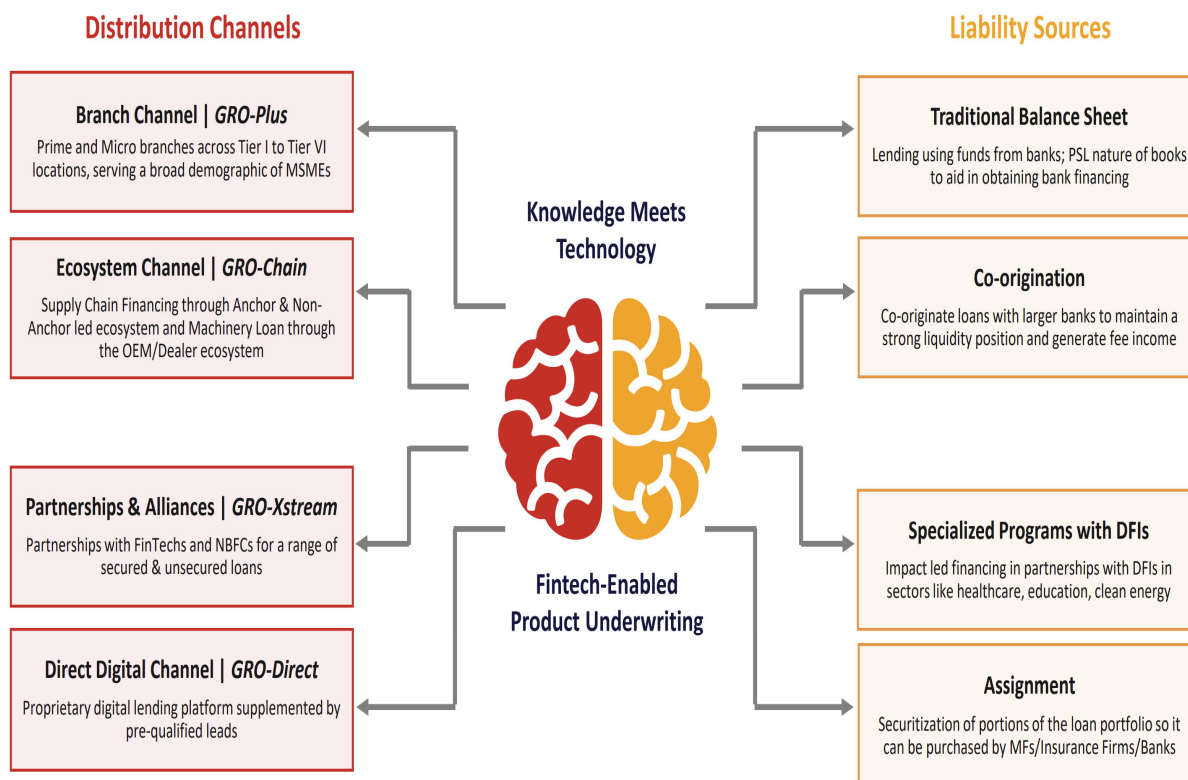 Distribution Channels
Branch Channel | GRO-Plus
Prime and Micro branches across Tier I to Tier VI
locations, serving a broad demographic of MSMEs
Ecosystem Channel | GRO-Chain
Supply Chain Financing through Anchor & Non-
Anchor led ecosystem and Machinery Loan through
the OEM/Dealer ecosystem
Partnerships & Alliances | GRO-Xstream
Partnerships with FinTechs and NBFCs for a range of
secured & unsecured loans
Direct Digital Channel | GRO-Direct
Proprietary digital lending platform supplemented by
pre-qualified leads
Knowledge Meets
Technology
Fintech-Enabled
Product Underwriting
Liability Sources
Traditional Balance Sheet
Lending using funds from banks; PSL nature of books
to aid in obtaining bank financing
Co-origination
Co-originate loans with larger banks to maintain a
strong liquidity position and generate fee income
Specialized Programs with DFIs
Impact led financing in partnerships with DFIs in
sectors like healthcare, education, clean energy
Assignment
Securitization of portions of the loan portfolio so it
can be purchased by MFs/Insurance Firms/Banks